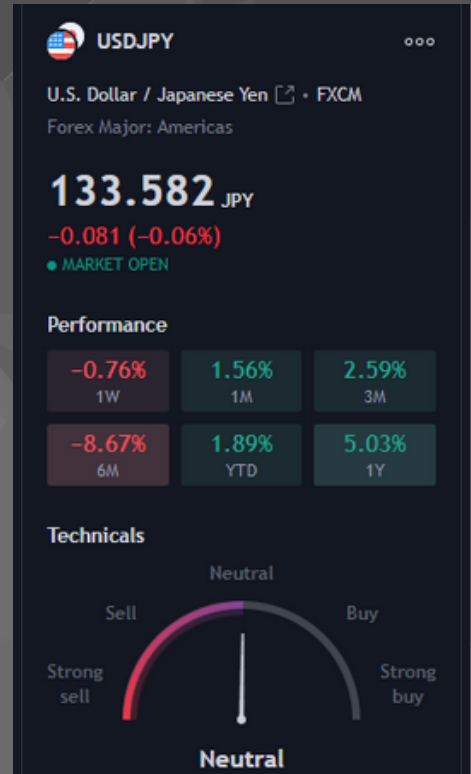 USDJPY
U.S. Dollar / Japanese Yen • FXCM
Forex Major: Americas
133.582 JPY
−0.081 (−0.06%)
● MARKET OPEN
Performance
−0.76% 1.56% 2.59%
1W 1M 3M
−8.67% 1.89% 5.03%
6M YTD 1Y
Technicals
Neutral
Sell Buy
Strong sell Strong buy
Neutral